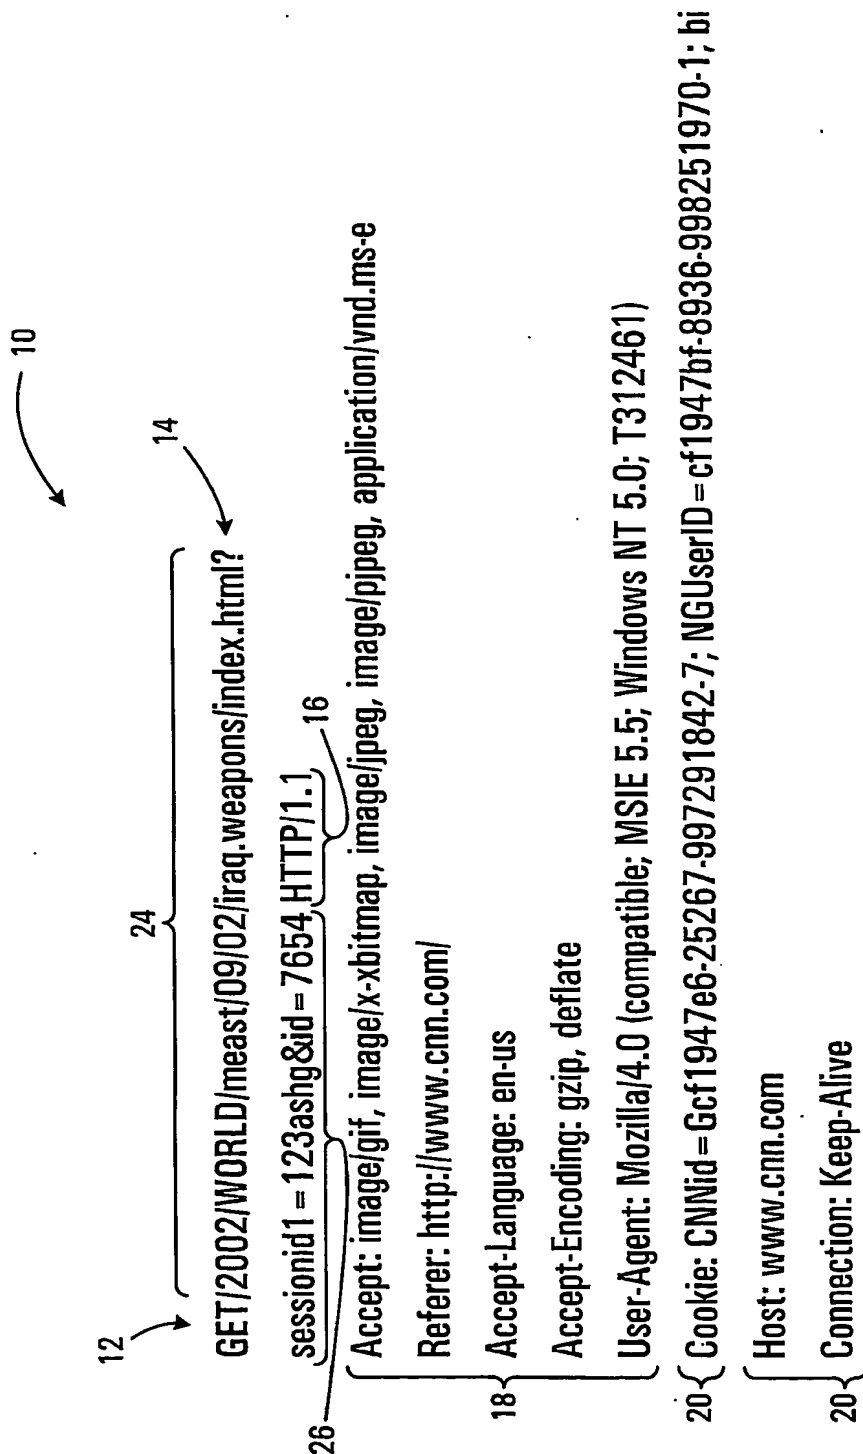 10
24
14
12
GET/2002/WORLD/meast/09/02/iraq.weapons/index.html?
sessionid1=123ashg&id=7654 HTTP/1.1
26
16
Accept: image/gif, image/x-xbitmap, image/jpeg, image/pjpeg, application/vnd.ms-e
Referer: http://www.cnn.com/
18
Accept-Language: en-us
Accept-Encoding: gzip, deflate
User-Agent: Mozilla/4.0 (compatible; MSIE 5.5; Windows NT 5.0; T312461)
20
Cookie: CNNid=Gcf1947e6-25267-997291842-7; NGUserID=cf1947bf-8936-998251970-1; bi
Host: www.cnn.com
20
Connection: Keep-Alive